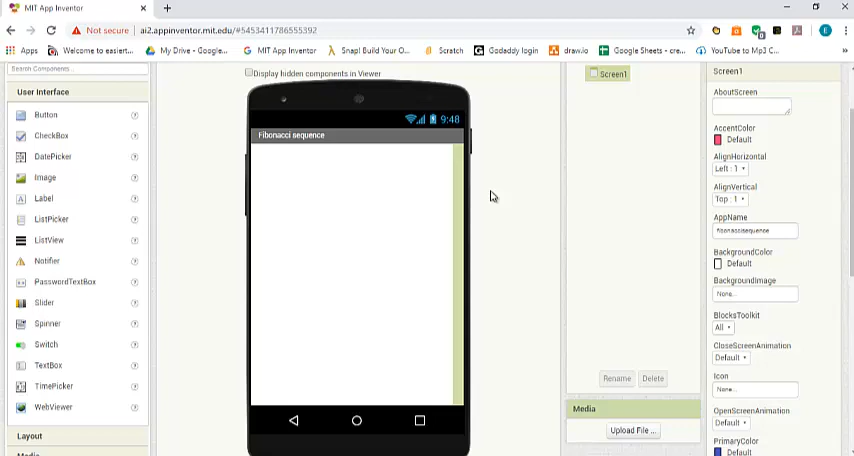 MIT App Inventor
Not secure | ai2.appinventor.mit.edu/#5453411786555392
Apps
Welcome to easiert...
My Drive - Google...
MIT App Inventor
Snap! Build Your O...
Scratch
Godaddy login
draw.io
Google Sheets - cre...
YouTube to Mp3 C...
Search Components...
User Interface
Button
CheckBox
DatePicker
Image
Label
ListPicker
ListView
Notifier
PasswordTextBox
Slider
Spinner
Switch
TextBox
TimePicker
WebViewer
Layout
Media
Display hidden components in Viewer
9:48
Fibonacci sequence
Screen1
Rename
Delete
Media
Upload File ...
Screen1
AboutScreen
AccentColor
Default
AlignHorizontal
Left : 1
AlignVertical
Top : 1
AppName
fibonaccisequence
BackgroundColor
Default
BackgroundImage
None...
BlocksToolkit
All
CloseScreenAnimation
Default
Icon
None...
OpenScreenAnimation
Default
PrimaryColor
Default